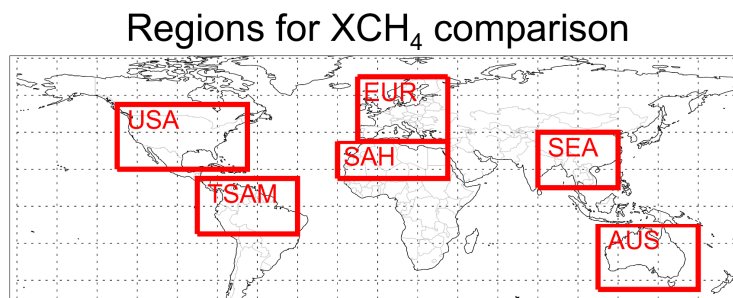 Regions for XCH₄ comparison
EUR
USA
SAH
SEA
TSAM
AUS